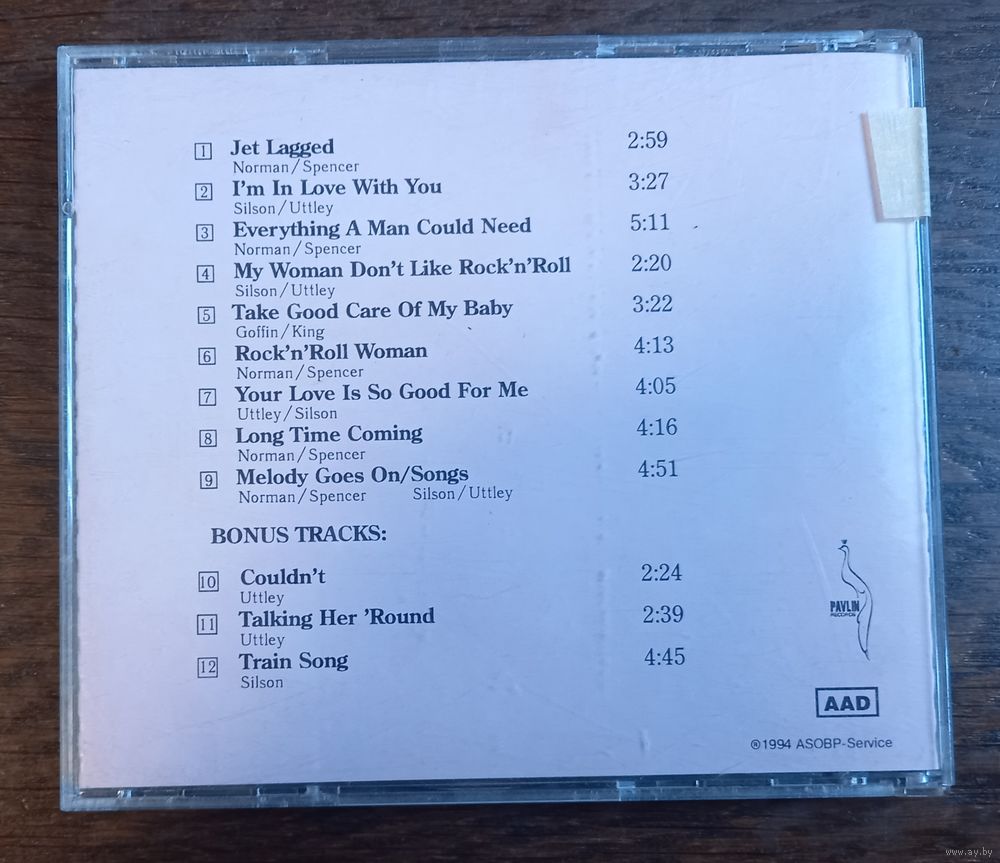 1 Jet Lagged 2:59
Norman/Spencer
2 I'm In Love With You 3:27
Silson/Uttley
3 Everything A Man Could Need 5:11
Norman/Spencer
4 My Woman Don't Like Rock'n'Roll 2:20
Silson/Uttley
5 Take Good Care Of My Baby 3:22
Goffin/King
6 Rock'n'Roll Woman 4:13
Norman/Spencer
7 Your Love Is So Good For Me 4:05
Uttley/Silson
8 Long Time Coming 4:16
Norman/Spencer
9 Melody Goes On/Songs 4:51
Norman/Spencer Silson/Uttley
BONUS TRACKS:
10 Couldn't 2:24
Uttley
11 Talking Her 'Round 2:39
Uttley
12 Train Song 4:45
Silson
PAVLIN
RECORDS
AAD
®1994 ASOBP-Service
www.ay.by